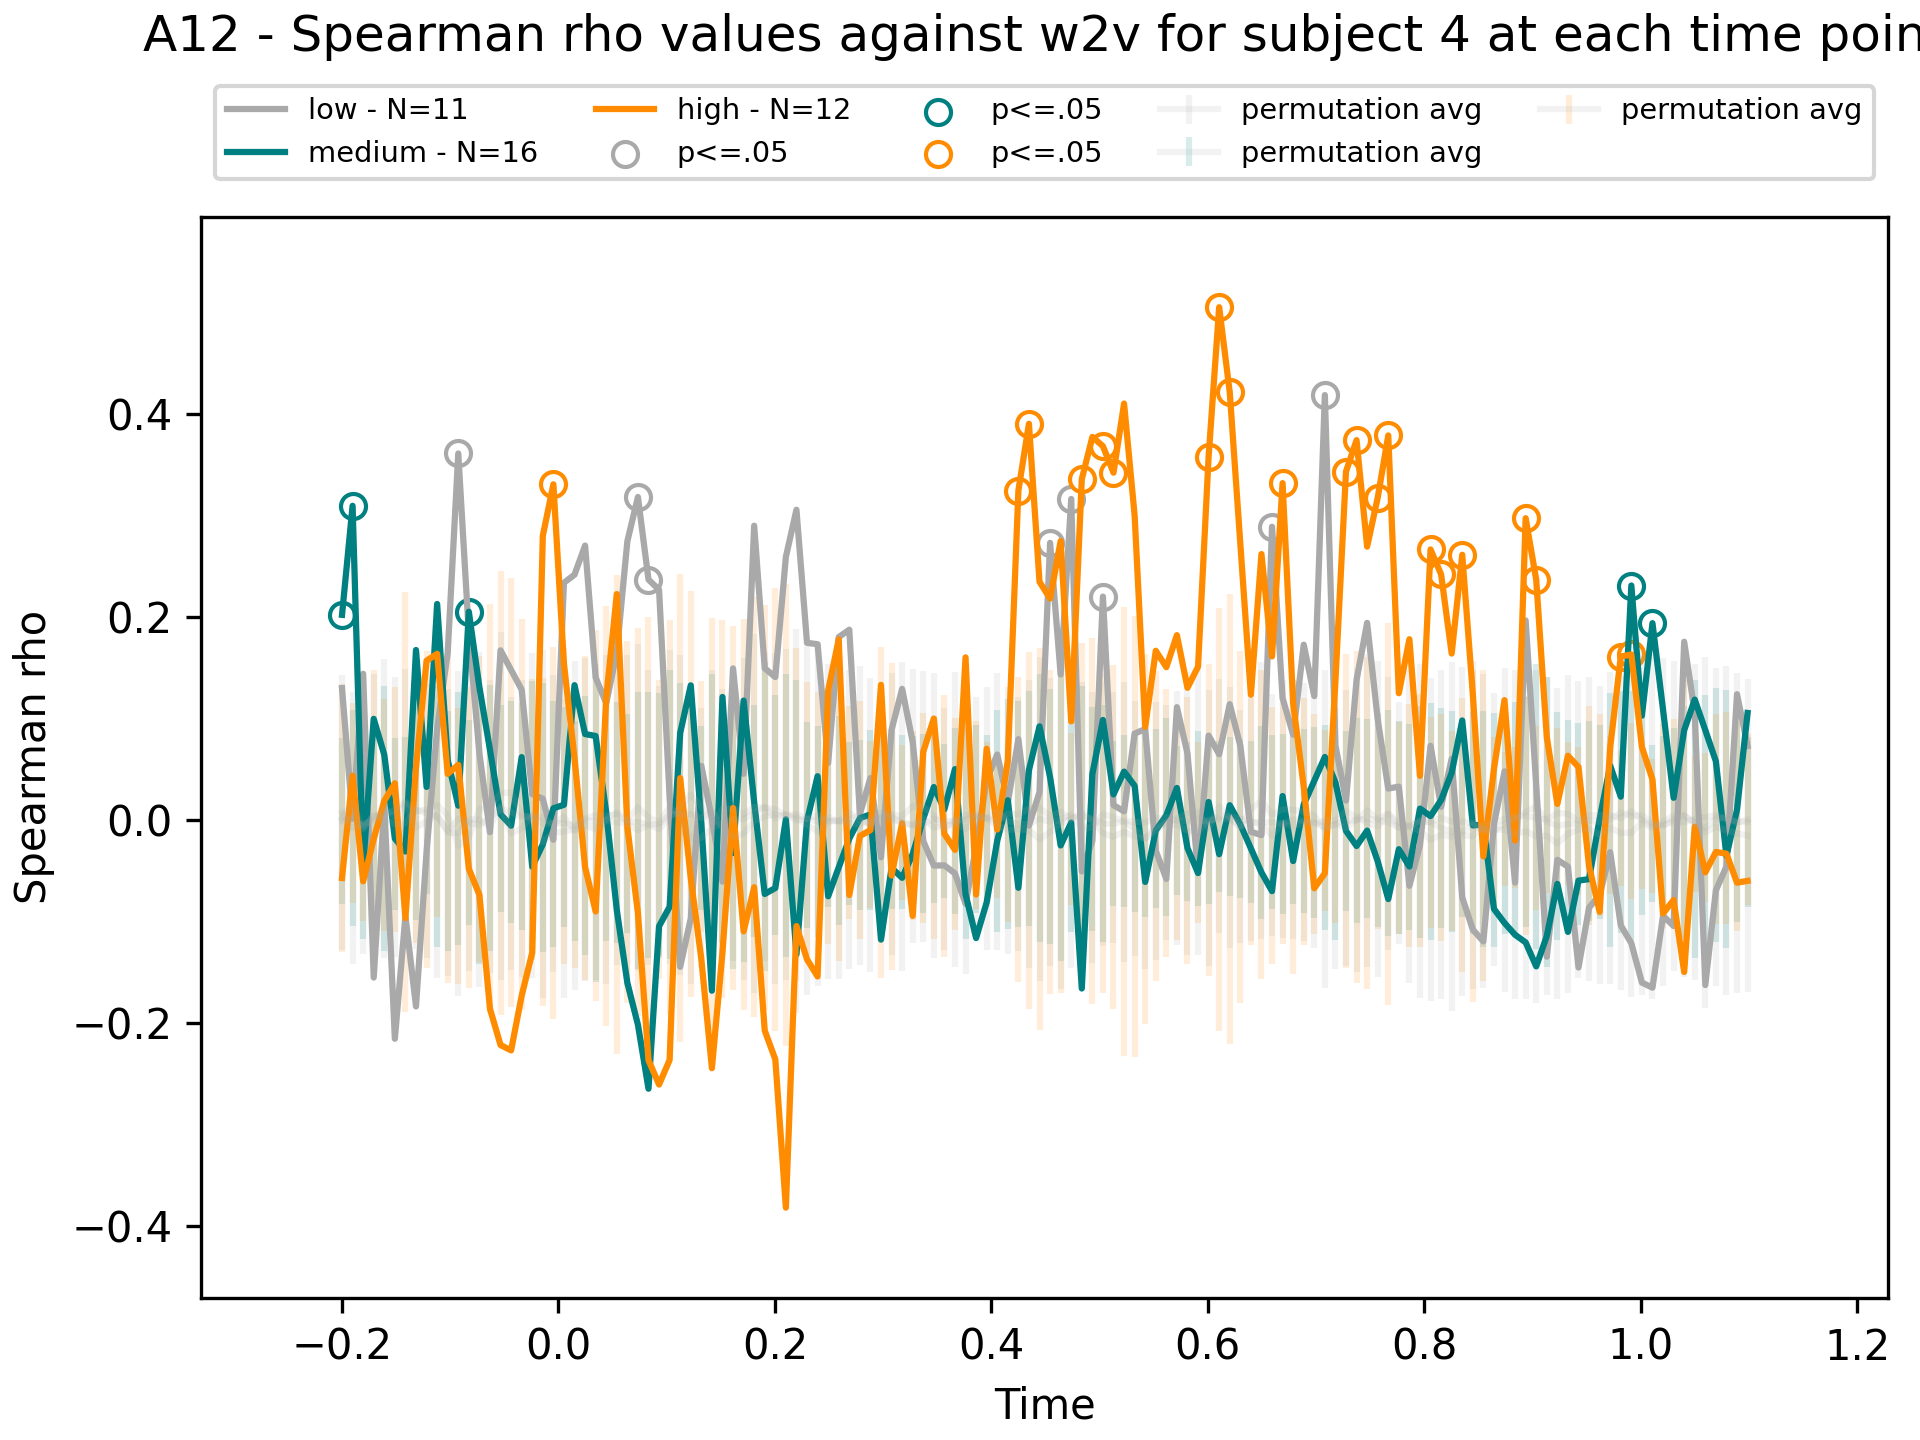 A12 - Spearman rho values against w2v for subject 4 at each time poin
low - N=11
medium - N=16
high - N=12
p<=.05
p<=.05
p<=.05
permutation avg
permutation avg
permutation avg
Spearman rho
0.4
0.2
0.0
−0.2
−0.4
−0.2 0.0 0.2 0.4 0.6 0.8 1.0 1.2
Time